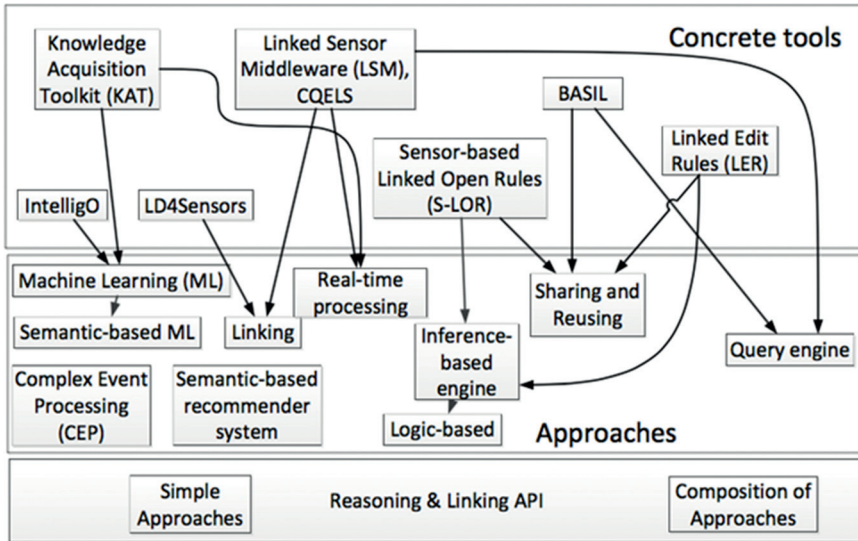 Concrete tools
Knowledge
Acquisition
Toolkit (KAT)
Linked Sensor
Middleware (LSM),
CQELS
BASIL
Linked Edit
Rules (LER)
Sensor-based
Linked Open Rules
(S-LOR)
IntelligO
LD4Sensors
Machine Learning (ML)
Real-time
processing
Sharing and
Reusing
Semantic-based ML
Linking
Inference-
based
engine
Query engine
Complex Event
Processing
(CEP)
Semantic-based
recommender
system
Logic-based
Approaches
Simple
Approaches
Reasoning & Linking API
Composition of
Approaches